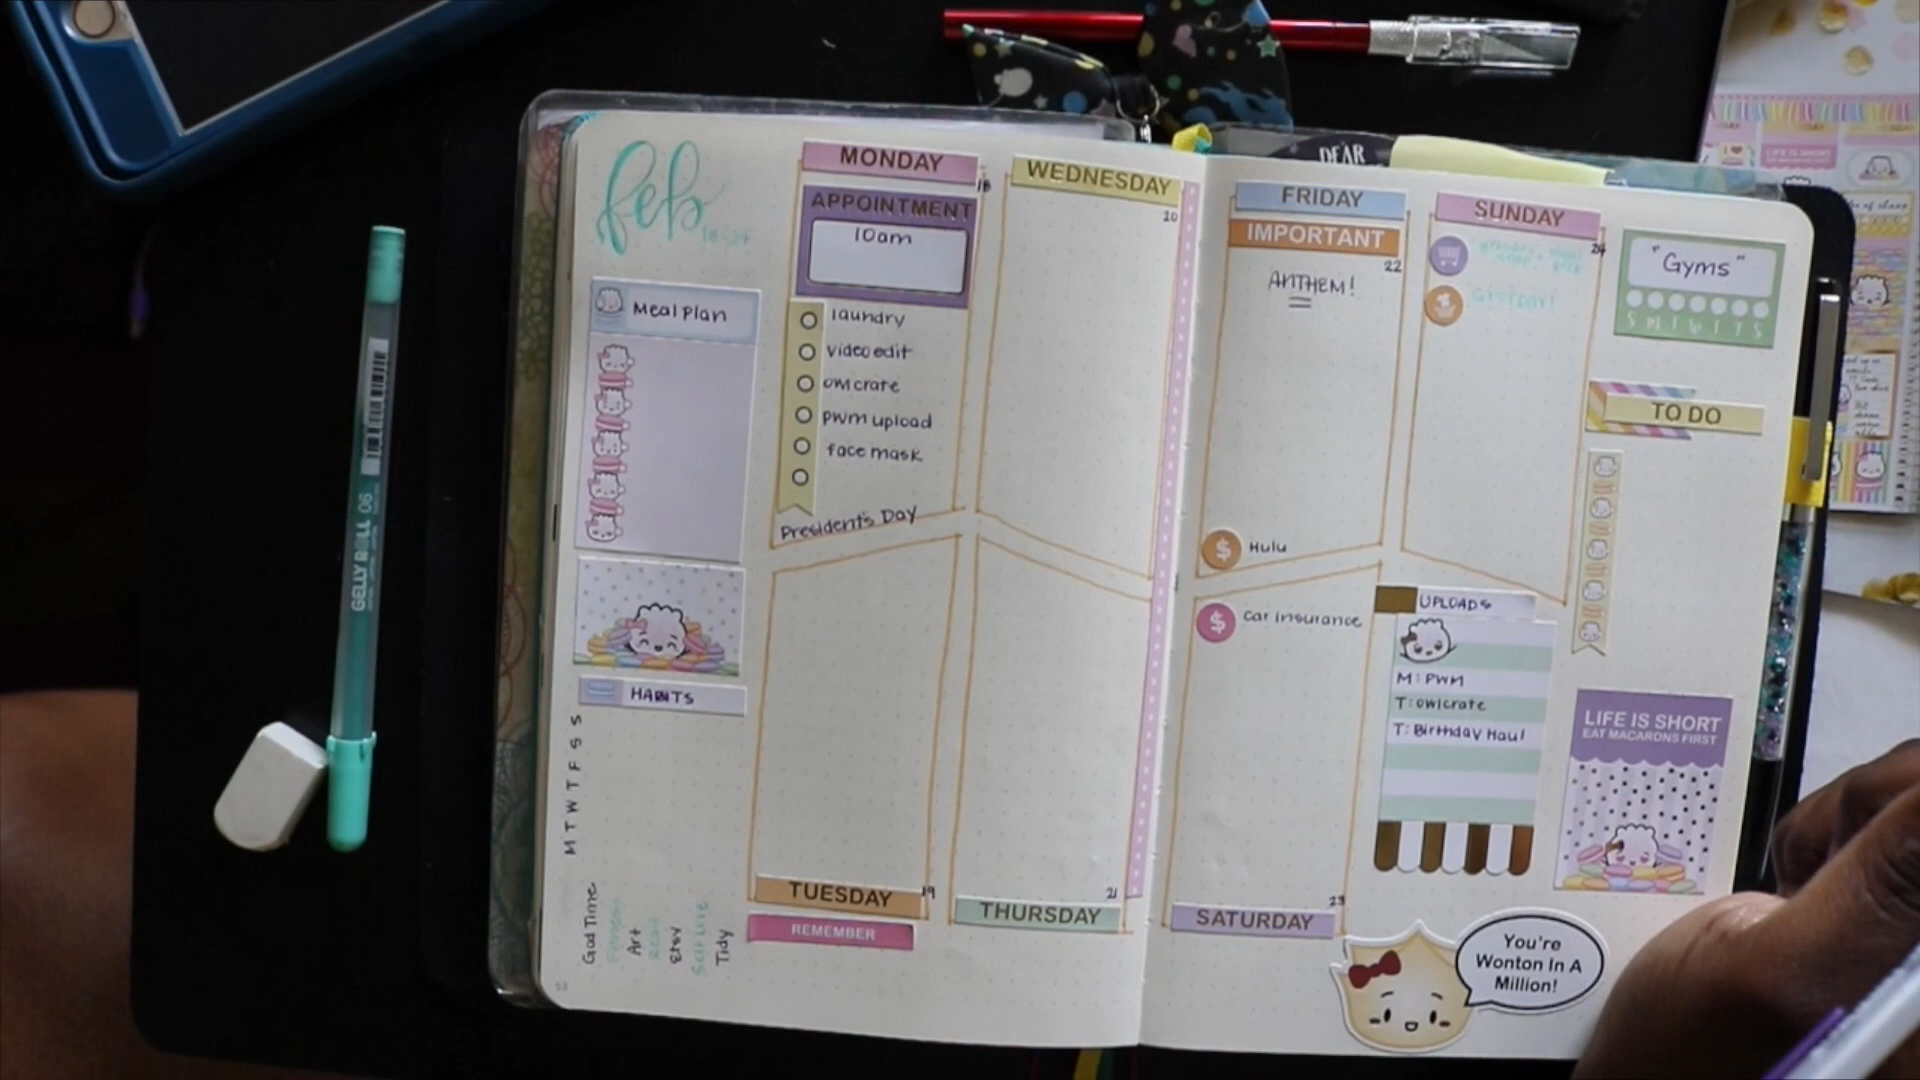 feb
18-24
Meal Plan
HABITS
M T W T F S S
God Time
Art
Etsy
Tidy
53
MONDAY
18
APPOINTMENT
10am
laundry
video edit
owlcrate
pwm upload
face mask
President's Day
TUESDAY
19
REMEMBER
WEDNESDAY
20
THURSDAY
21
DEAR
FRIDAY
IMPORTANT
22
ANTHEM!
$ Hulu
$ Car insurance
SATURDAY
23
SUNDAY
24
UPLOADS
M: PWM
T: owlcrate
T: Birthday Haul
"Gyms"
S M T W T T S
TO DO
LIFE IS SHORT
EAT MACARONS FIRST
You're
Wonton In A
Million!
GELLY ROLL 06